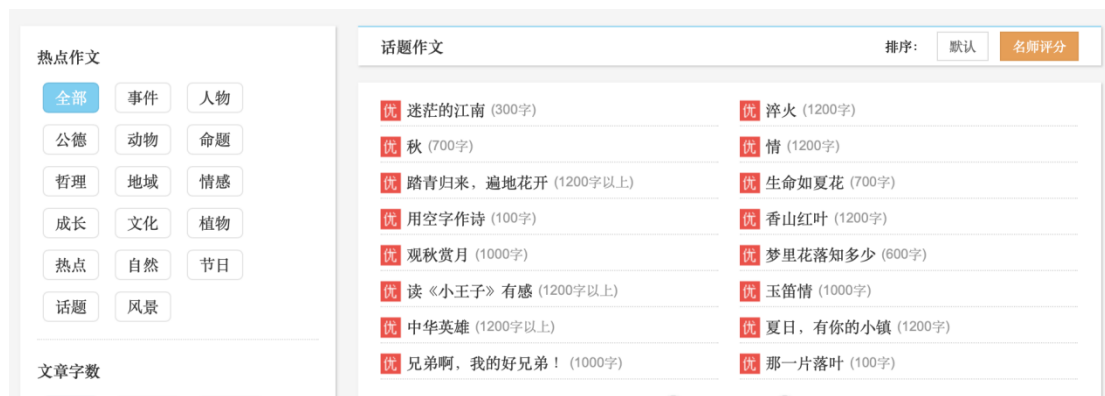 热点作文
全部 事件 人物
公德 动物 命题
哲理 地域 情感
成长 文化 植物
热点 自然 节日
话题 风景
文章字数
话题作文 排序： 默认 名师评分
优 迷茫的江南 (300字)
优 淬火 (1200字)
优 秋 (700字)
优 情 (1200字)
优 踏青归来，遍地花开 (1200字以上)
优 生命如夏花 (700字)
优 用空字作诗 (100字)
优 香山红叶 (1200字)
优 观秋赏月 (1000字)
优 梦里花落知多少 (600字)
优 读《小王子》有感 (1200字以上)
优 玉笛情 (1000字)
优 中华英雄 (1200字以上)
优 夏日，有你的小镇 (1200字)
优 兄弟啊，我的好兄弟！ (1000字)
优 那一片落叶 (100字)